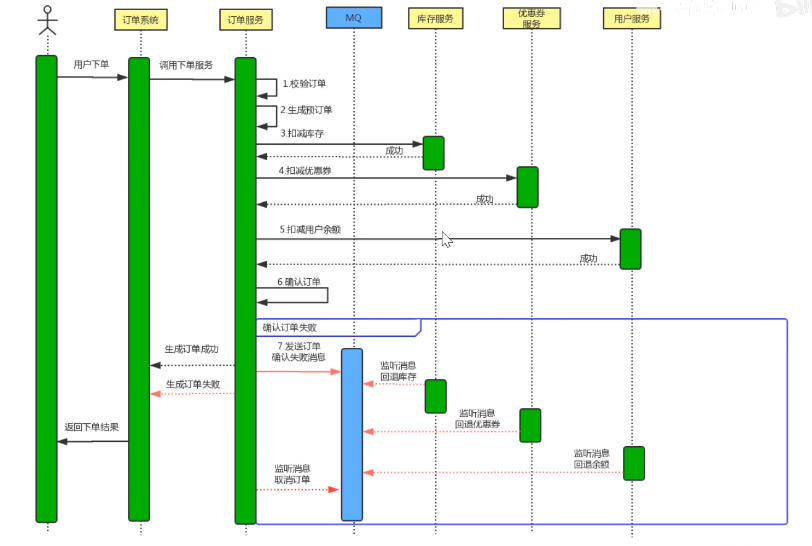 订单系统
订单服务
MQ
库存服务
优惠券
服务
用户服务
用户下单
调用下单服务
1.校验订单
2.生成预订单
3.扣减库存
成功
4.扣减优惠券
成功
5.扣减用户余额
成功
6.确认订单
确认订单失败
生成订单成功
7.发送订单
确认失败消息
监听消息
回退库存
生成订单失败
监听消息
回退优惠券
返回下单结果
监听消息
回退余额
监听消息
取消订单